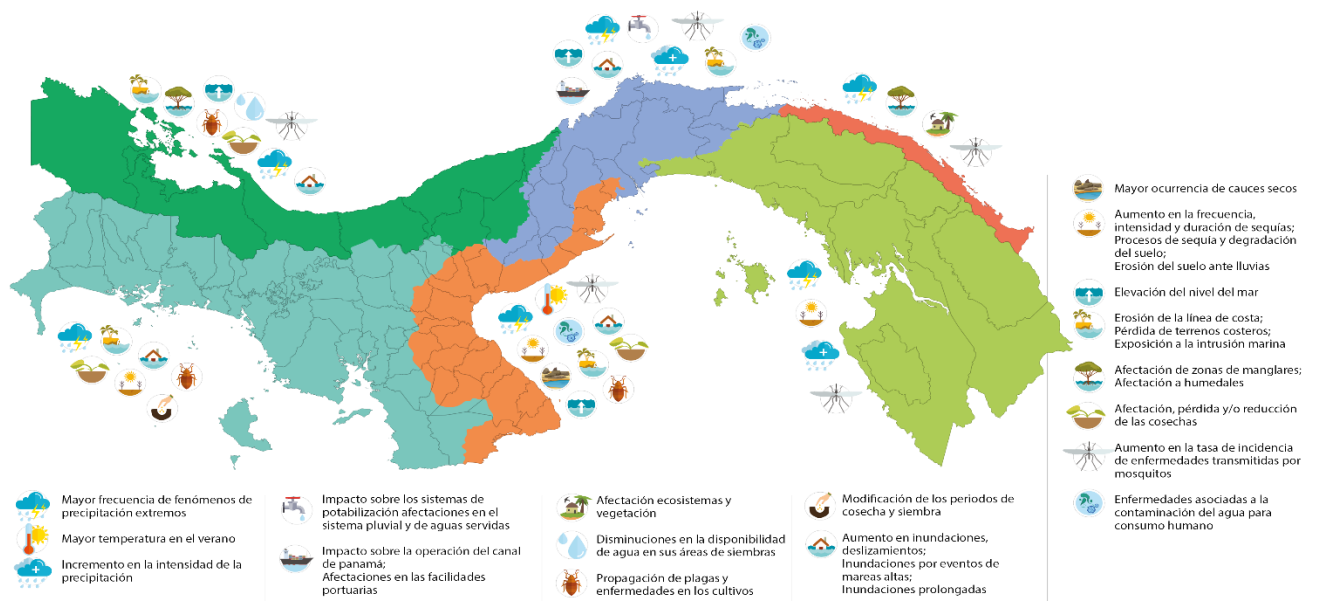 Mayor ocurrencia de cauces secos
Aumento en la frecuencia,
intensidad y duración de sequías;
Procesos de sequía y degradación
del suelo;
Erosión del suelo ante lluvias
Elevación del nivel del mar
Erosión de la línea de costa;
Pérdida de terrenos costeros;
Exposición a la intrusión marina
Afectación de zonas de manglares;
Afectación a humedales
Afectación, pérdida y/o reducción
de las cosechas
Aumento en la tasa de incidencia
de enfermedades transmitidas por
mosquitos
Enfermedades asociadas a la
contaminación del agua para
consumo humano
Mayor frecuencia de fenómenos de
precipitación extremos
Mayor temperatura en el verano
Incremento en la intensidad de la
precipitación
Impacto sobre los sistemas de
potabilización afectaciones en el
sistema pluvial y de aguas servidas
Impacto sobre la operación del canal
de panamá;
Afectaciones en las facilidades
portuarias
Afectación ecosistemas y
vegetación
Disminuciones en la disponibilidad
de agua en sus áreas de siembras
Propagación de plagas y
enfermedades en los cultivos
Modificación de los periodos de
cosecha y siembra
Aumento en inundaciones,
deslizamientos;
Inundaciones por eventos de
mareas altas;
Inundaciones prolongadas